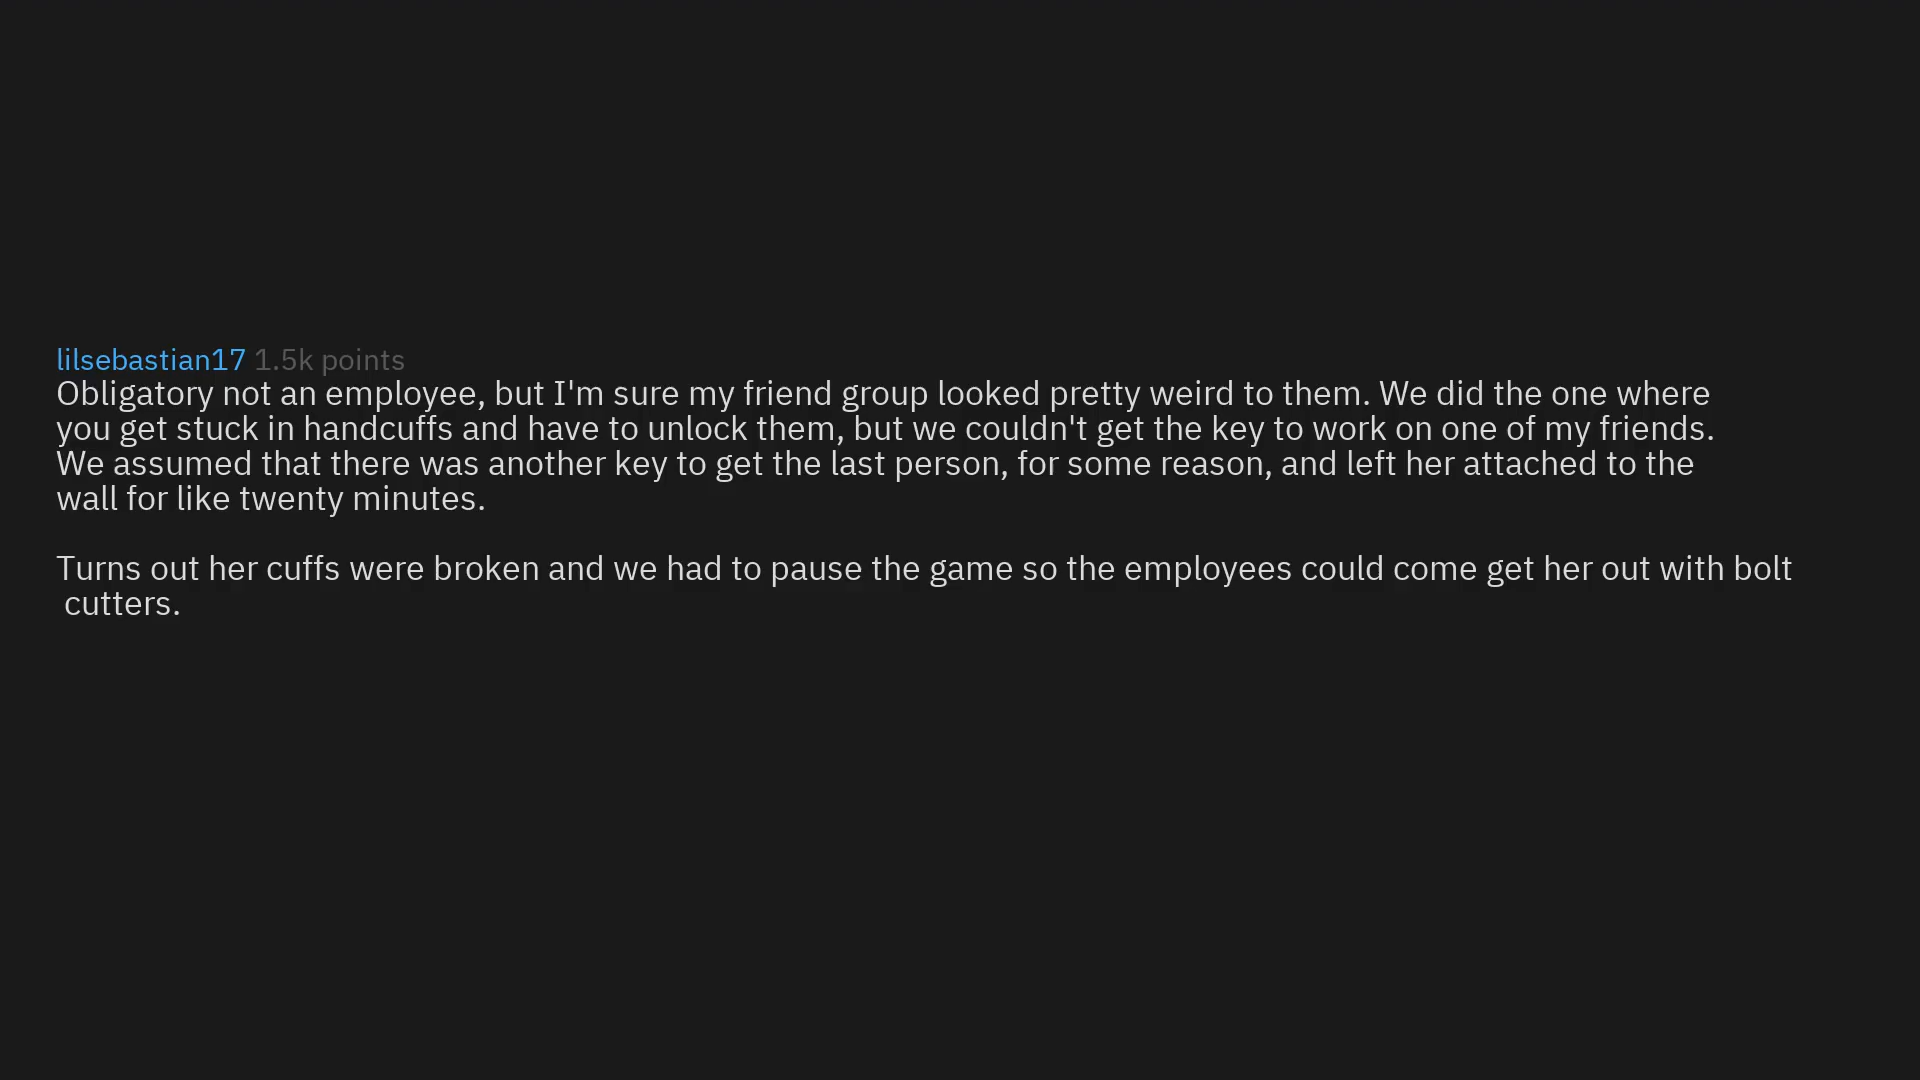 lilsebastian17 1.5k points
Obligatory not an employee, but I'm sure my friend group looked pretty weird to them. We did the one where
you get stuck in handcuffs and have to unlock them, but we couldn't get the key to work on one of my friends.
We assumed that there was another key to get the last person, for some reason, and left her attached to the
wall for like twenty minutes.
Turns out her cuffs were broken and we had to pause the game so the employees could come get her out with bolt
cutters.